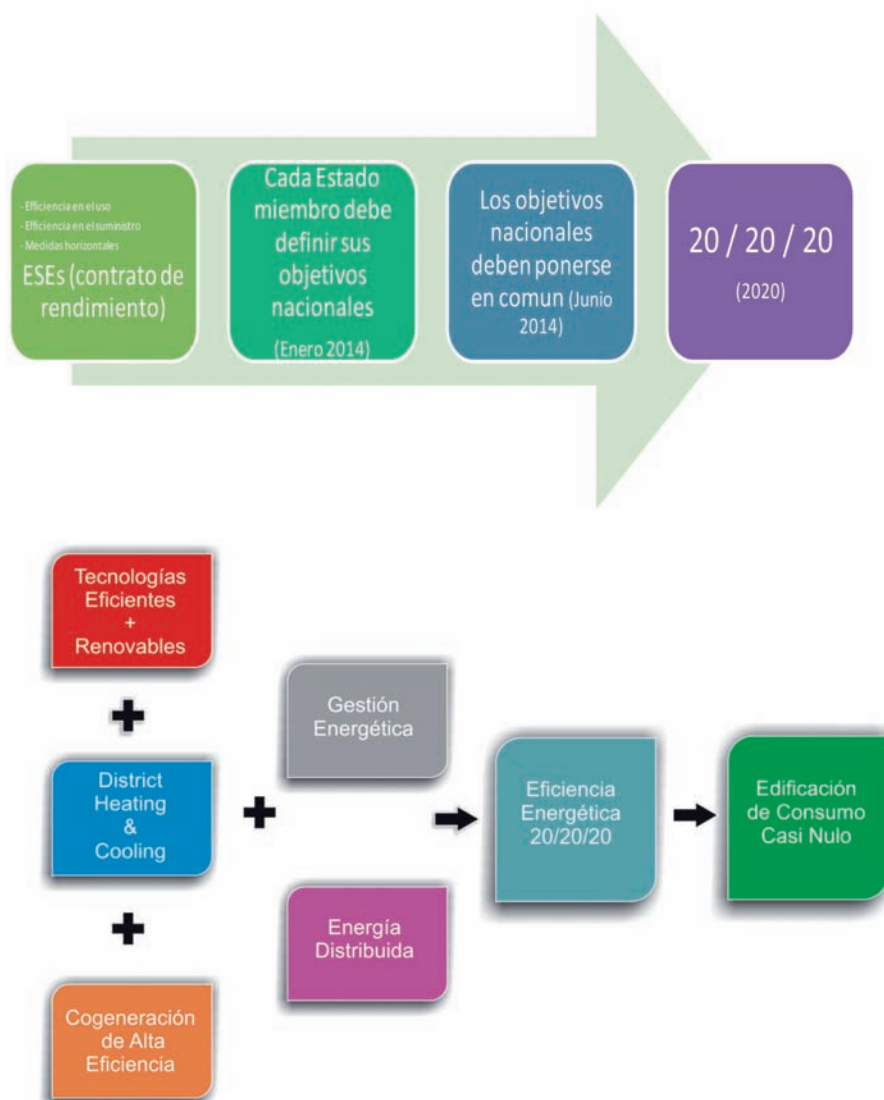 - Efficiencia en el uso
- Efficiencia en el suministro
- Medidas horizontales
ESEs (contrato de
rendimiento)
Cada Estado
miembro debe
definir sus
objetivos
nacionales
(Enero 2014)
Los objetivos
nacionales
deben ponerse
en comun (Junio
2014)
20 / 20 / 20
(2020)
Tecnologías
Eficientes
+
Renovables
+
District
Heating
&
Cooling
+
Cogeneración
de Alta
Eficiencia
+
Gestión
Energética
Energía
Distribuida
Eficiencia
Energética
20/20/20
Edificación
de Consumo
Casi Nulo